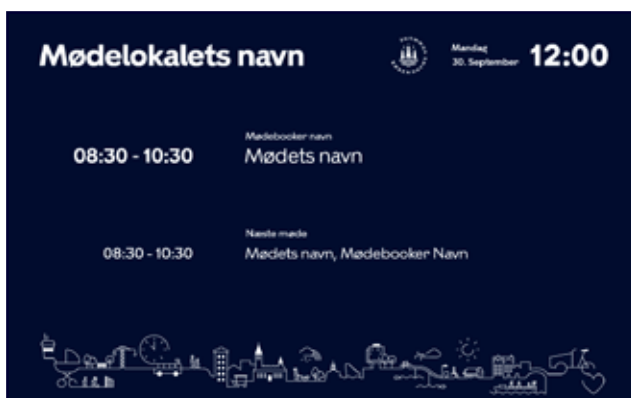 Mødelokalets navn
Mandag
30. September
12:00
Mødebooker navn
08:30 - 10:30
Mødets navn
Næste møde
08:30 - 10:30
Mødets navn, Mødebooker Navn